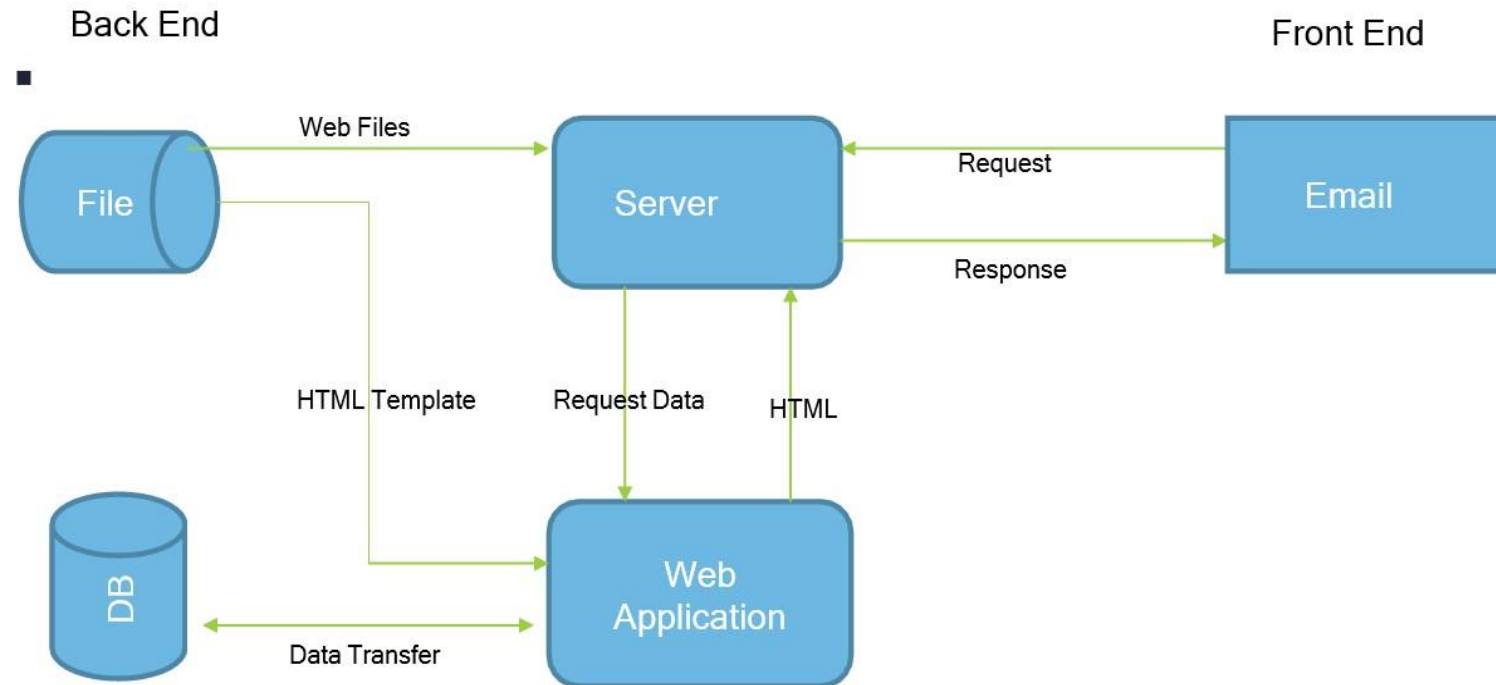 Back End
Front End
Web Files
File
Server
Request
Email
Response
HTML Template
Request Data
HTML
DB
Web
Application
Data Transfer